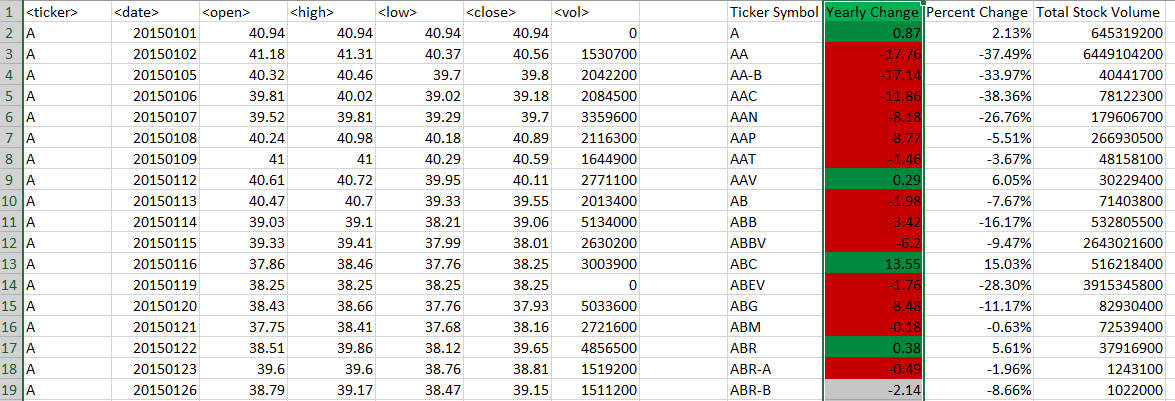 1 <ticker> <date> <open> <high> <low> <close> <vol> Ticker Symbol Yearly Change Percent Change Total Stock Volume
2 A 20150101 40.94 40.94 40.94 40.94 0 A 0.87 2.13% 645319200
3 A 20150102 41.18 41.31 40.37 40.56 1530700 AA -17.76 -37.49% 6449104200
4 A 20150105 40.32 40.46 39.7 39.8 2042200 AA-B -17.14 -33.97% 40441700
5 A 20150106 39.81 40.02 39.02 39.18 2084500 AAC -11.86 -38.36% 78122300
6 A 20150107 39.52 39.81 39.29 39.7 3359600 AAN -8.18 -26.76% 179606700
7 A 20150108 40.24 40.98 40.18 40.89 2116300 AAP -8.77 -5.51% 266930500
8 A 20150109 41 41 40.29 40.59 1644900 AAT -1.46 -3.67% 48158100
9 A 20150112 40.61 40.72 39.95 40.11 2771100 AAV 0.29 6.05% 30229400
10 A 20150113 40.47 40.7 39.33 39.55 2013400 AB -1.98 -7.67% 71403800
11 A 20150114 39.03 39.1 38.21 39.06 5134000 ABB -3.42 -16.17% 532805500
12 A 20150115 39.33 39.41 37.99 38.01 2630200 ABBV -6.2 -9.47% 2643021600
13 A 20150116 37.86 38.46 37.76 38.25 3003900 ABC 13.55 15.03% 516218400
14 A 20150119 38.25 38.25 38.25 38.25 0 ABEV -1.76 -28.30% 3915345800
15 A 20150120 38.43 38.66 37.76 37.93 5033600 ABG -8.48 -11.17% 82930400
16 A 20150121 37.75 38.41 37.68 38.16 2721600 ABM -0.18 -0.63% 72539400
17 A 20150122 38.51 39.86 38.12 39.65 4856500 ABR 0.38 5.61% 37916900
18 A 20150123 39.6 39.6 38.76 38.81 1519200 ABR-A -0.49 -1.96% 1243100
19 A 20150126 38.79 39.17 38.47 39.15 1511200 ABR-B -2.14 -8.66% 1022000